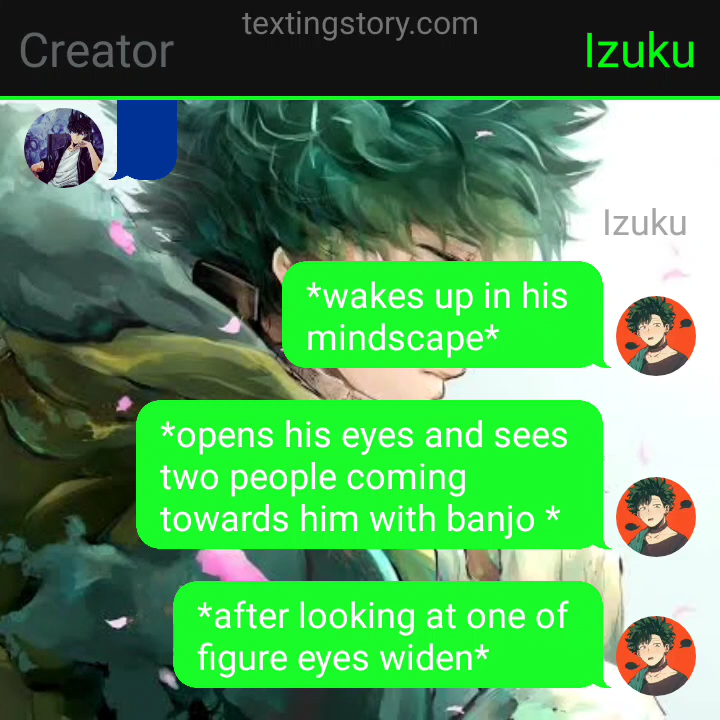 textingstory.com
Creator
Izuku
Izuku
*wakes up in his
mindscape*
*opens his eyes and sees
two people coming
towards him with banjo *
*after looking at one of
figure eyes widen*